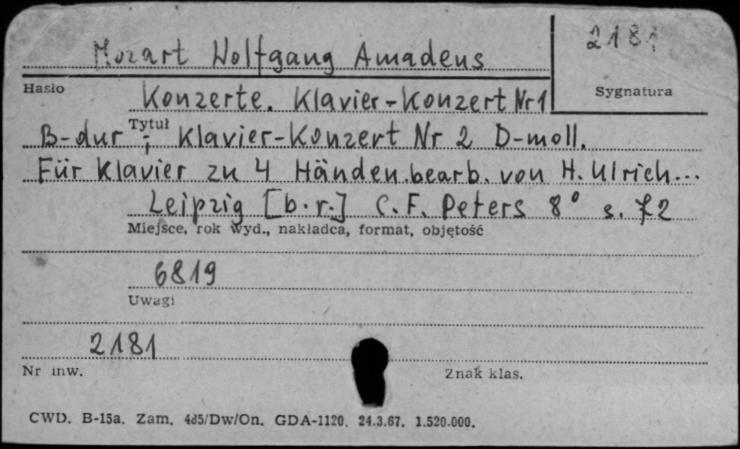 2181
Mozart Wolfgang Amadeus
Hasło
Sygnatura
Konzerte. Klavier-Konzert Nr 1
Tytuł
B-dur ; Klavier-Konzert Nr 2 D-moll.
Für Klavier zu 4 Händen bearb. von H. Ulrich...
Leipzig [b.r.] C.F. Peters 8° s. 72
Miejsce, rok wyd., nakładca, format, objętość
6819
Uwagi
2181
Nr inw.
Znak klas.
CWD. B-15a. Zam. 485/Dw/On. GDA-1120. 24.3.67. 1.520.000.